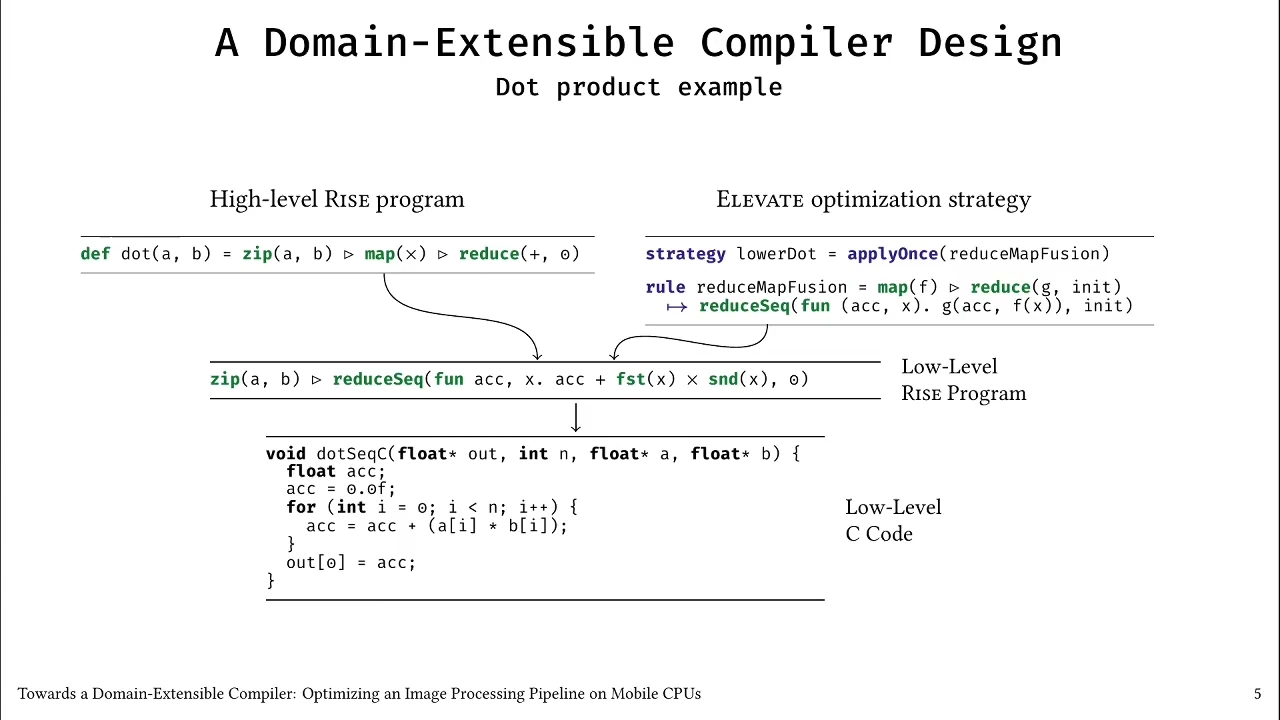 A Domain-Extensible Compiler Design
Dot product example
High-level RISE program
def dot(a, b) = zip(a, b) ▹ map(×) ▹ reduce(+, 0)
ELEVATE optimization strategy
strategy lowerDot = applyOnce(reduceMapFusion)
rule reduceMapFusion = map(f) ▹ reduce(g, init)
↦ reduceSeq(fun (acc, x). g(acc, f(x)), init)
zip(a, b) ▹ reduceSeq(fun acc, x. acc + fst(x) × snd(x), 0)
Low-Level
RISE Program
void dotSeqC(float* out, int n, float* a, float* b) {
  float acc;
  acc = 0.0f;
  for (int i = 0; i < n; i++) {
    acc = acc + (a[i] * b[i]);
  }
  out[0] = acc;
}
Low-Level
C Code
Towards a Domain-Extensible Compiler: Optimizing an Image Processing Pipeline on Mobile CPUs
5